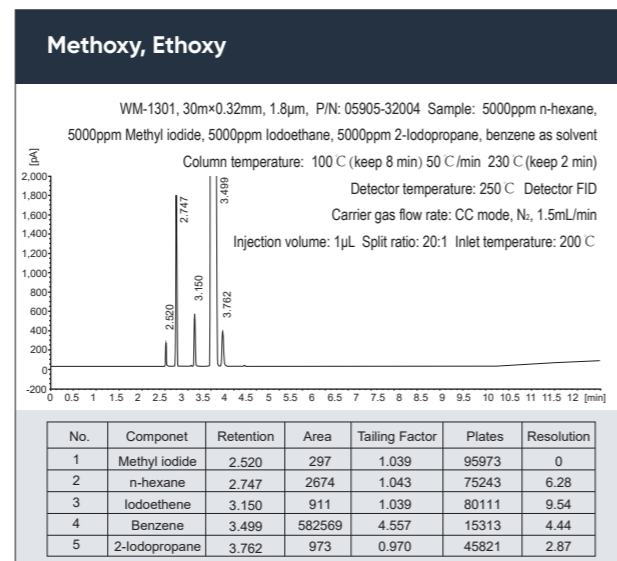 Methoxy, Ethoxy
WM-1301, 30m×0.32mm, 1.8μm, P/N: 05905-32004 Sample: 5000ppm n-hexane,
5000ppm Methyl iodide, 5000ppm Iodoethane, 5000ppm 2-Iodopropane, benzene as solvent
Column temperature: 100℃(keep 8 min) 50℃/min 230℃(keep 2 min)
Detector temperature: 250℃ Detector FID
Carrier gas flow rate: CC mode, N₂, 1.5mL/min
Injection volume: 1μL Split ratio: 20:1 Inlet temperature: 200℃
[pA]
2,000
1,800
1,600
1,400
1,200
1,000
800
600
400
200
0
-200
2.520
2.747
3.150
3.499
3.762
0 0.5 1 1.5 2 2.5 3 3.5 4 4.5 5 5.5 6 6.5 7 7.5 8 8.5 9 9.5 10 10.5 11 11.5 12 [min]
No. Componet Retention Area Tailing Factor Plates Resolution
1 Methyl iodide 2.520 297 1.039 95973 0
2 n-hexane 2.747 2674 1.043 75243 6.28
3 Iodoethene 3.150 911 1.039 80111 9.54
4 Benzene 3.499 582569 4.557 15313 4.44
5 2-Iodopropane 3.762 973 0.970 45821 2.87